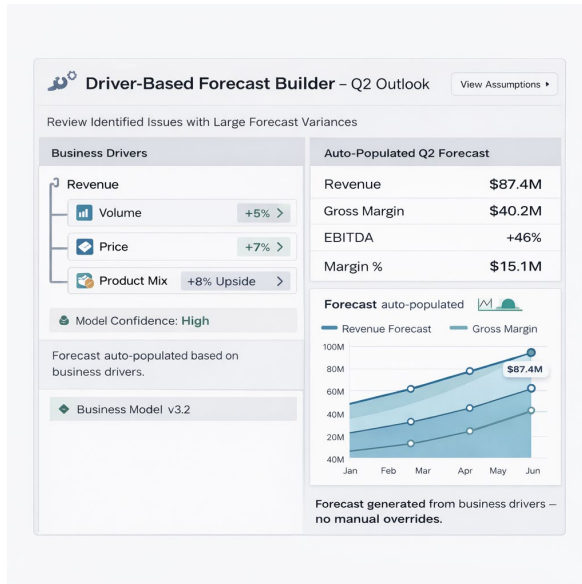 Driver-Based Forecast Builder – Q2 Outlook
View Assumptions ▸
Review Identified Issues with Large Forecast Variances
Business Drivers
Revenue
Volume +5% >
Price +7% >
Product Mix +8% Upside >
Model Confidence: High
Forecast auto-populated based on
business drivers.
Business Model v3.2
Auto-Populated Q2 Forecast
Revenue $87.4M
Gross Margin $40.2M
EBITDA +46%
Margin % $15.1M
Forecast auto-populated
Revenue Forecast Gross Margin
100M
80M
$87.4M
60M
40M
20M
40M
Jan Feb Mar Apr May Jun
Forecast generated from business drivers –
no manual overrides.